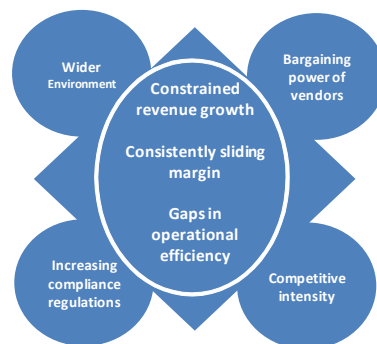 Wider
Environment
Bargaining
power of
vendors
Constrained
revenue growth
Consistently sliding
margin
Gaps in
operational
efficiency
Increasing
compliance
regulations
Competitive
intensity